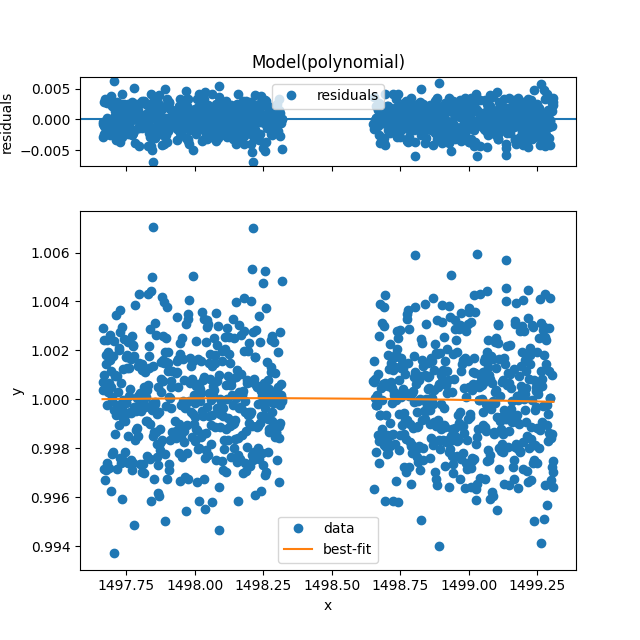 Model(polynomial)
0.005
0.000
−0.005
residuals
residuals
1.006
1.004
1.002
1.000
0.998
0.996
0.994
y
data
best-fit
1497.75 1498.00 1498.25 1498.50 1498.75 1499.00 1499.25
x